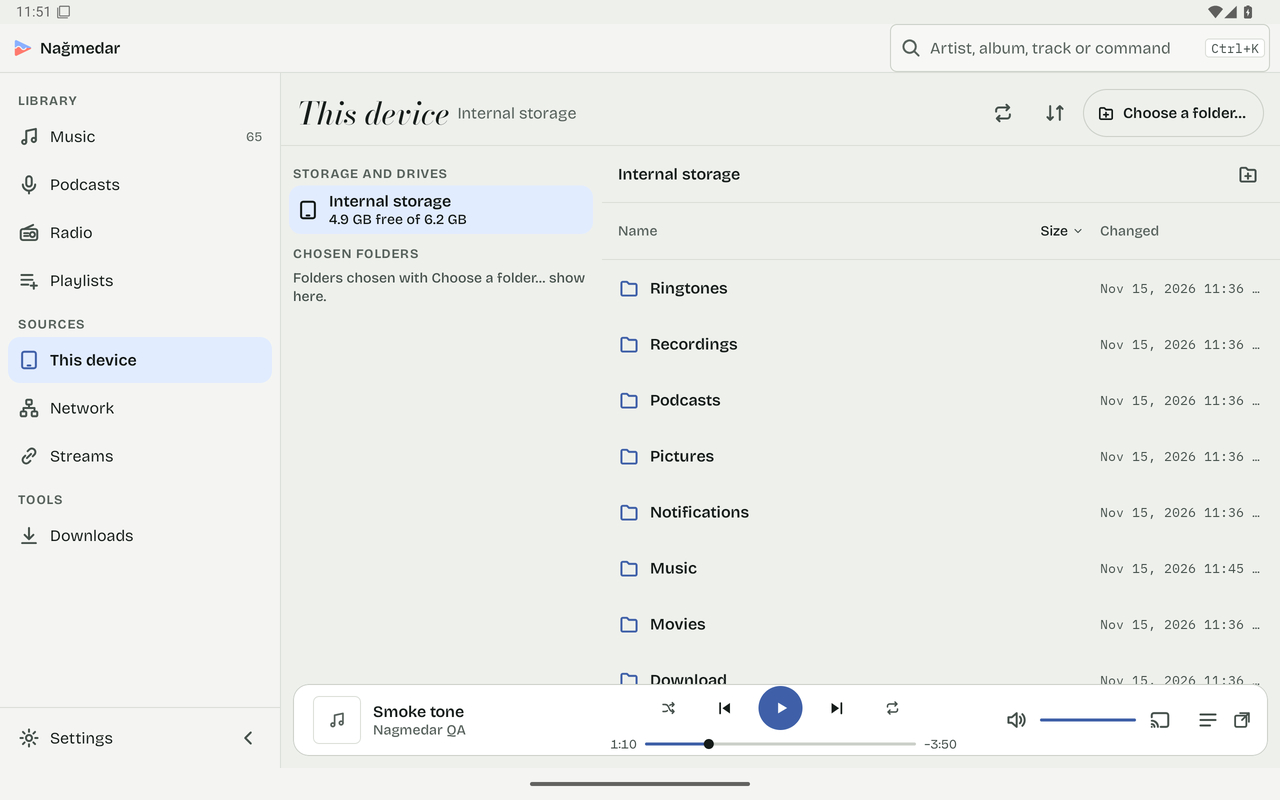 11:51
Nağmedar
Artist, album, track or command
Ctrl+K
LIBRARY
Music
65
Podcasts
Radio
Playlists
SOURCES
This device
Network
Streams
TOOLS
Downloads
Settings
This device
Internal storage
Choose a folder...
STORAGE AND DRIVES
Internal storage
4.9 GB free of 6.2 GB
CHOSEN FOLDERS
Folders chosen with Choose a folder... show
here.
Internal storage
Name
Size
Changed
Ringtones
Nov 15, 2026 11:36 …
Recordings
Nov 15, 2026 11:36 …
Podcasts
Nov 15, 2026 11:36 …
Pictures
Nov 15, 2026 11:36 …
Notifications
Nov 15, 2026 11:36 …
Music
Nov 15, 2026 11:45 …
Movies
Nov 15, 2026 11:36 …
Download
Nov 15, 2026 11:36 …
Smoke tone
Nagmedar QA
1:10
-3:50